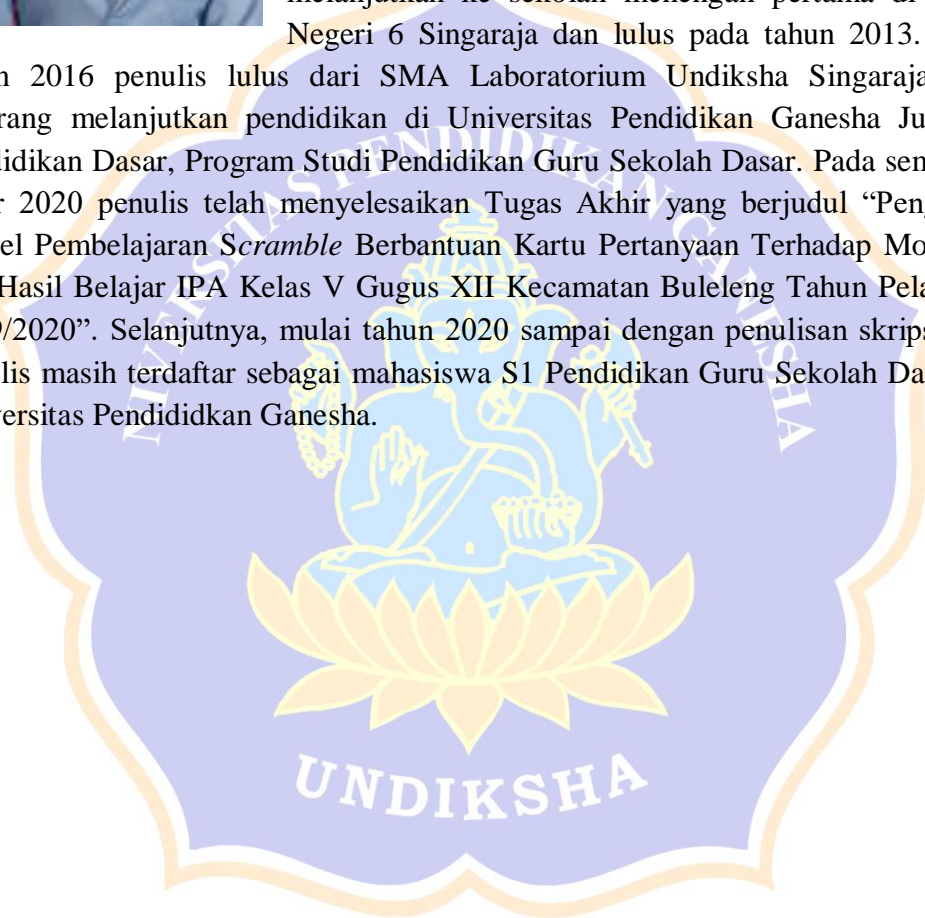 melanjutkan ke sekolah menengah pertama di
Negeri 6 Singaraja dan lulus pada tahun 2013.
2016 penulis lulus dari SMA Laboratorium Undiksha Singaraja
melanjutkan pendidikan di Universitas Pendidikan Ganesha
Dasar, Program Studi Pendidikan Guru Sekolah Dasar. Pada
2020 penulis telah menyelesaikan Tugas Akhir yang berjudul
Pembelajaran Scramble Berbantuan Kartu Pertanyaan Terhadap
Hasil Belajar IPA Kelas V Gugus XII Kecamatan Buleleng Tahun
/2020”. Selanjutnya, mulai tahun 2020 sampai dengan penulisan
masih terdaftar sebagai mahasiswa S1 Pendidikan Guru Sekolah
Pendididkan Ganesha.
PENDIDIKAN GANESHA
UNDIKSHA